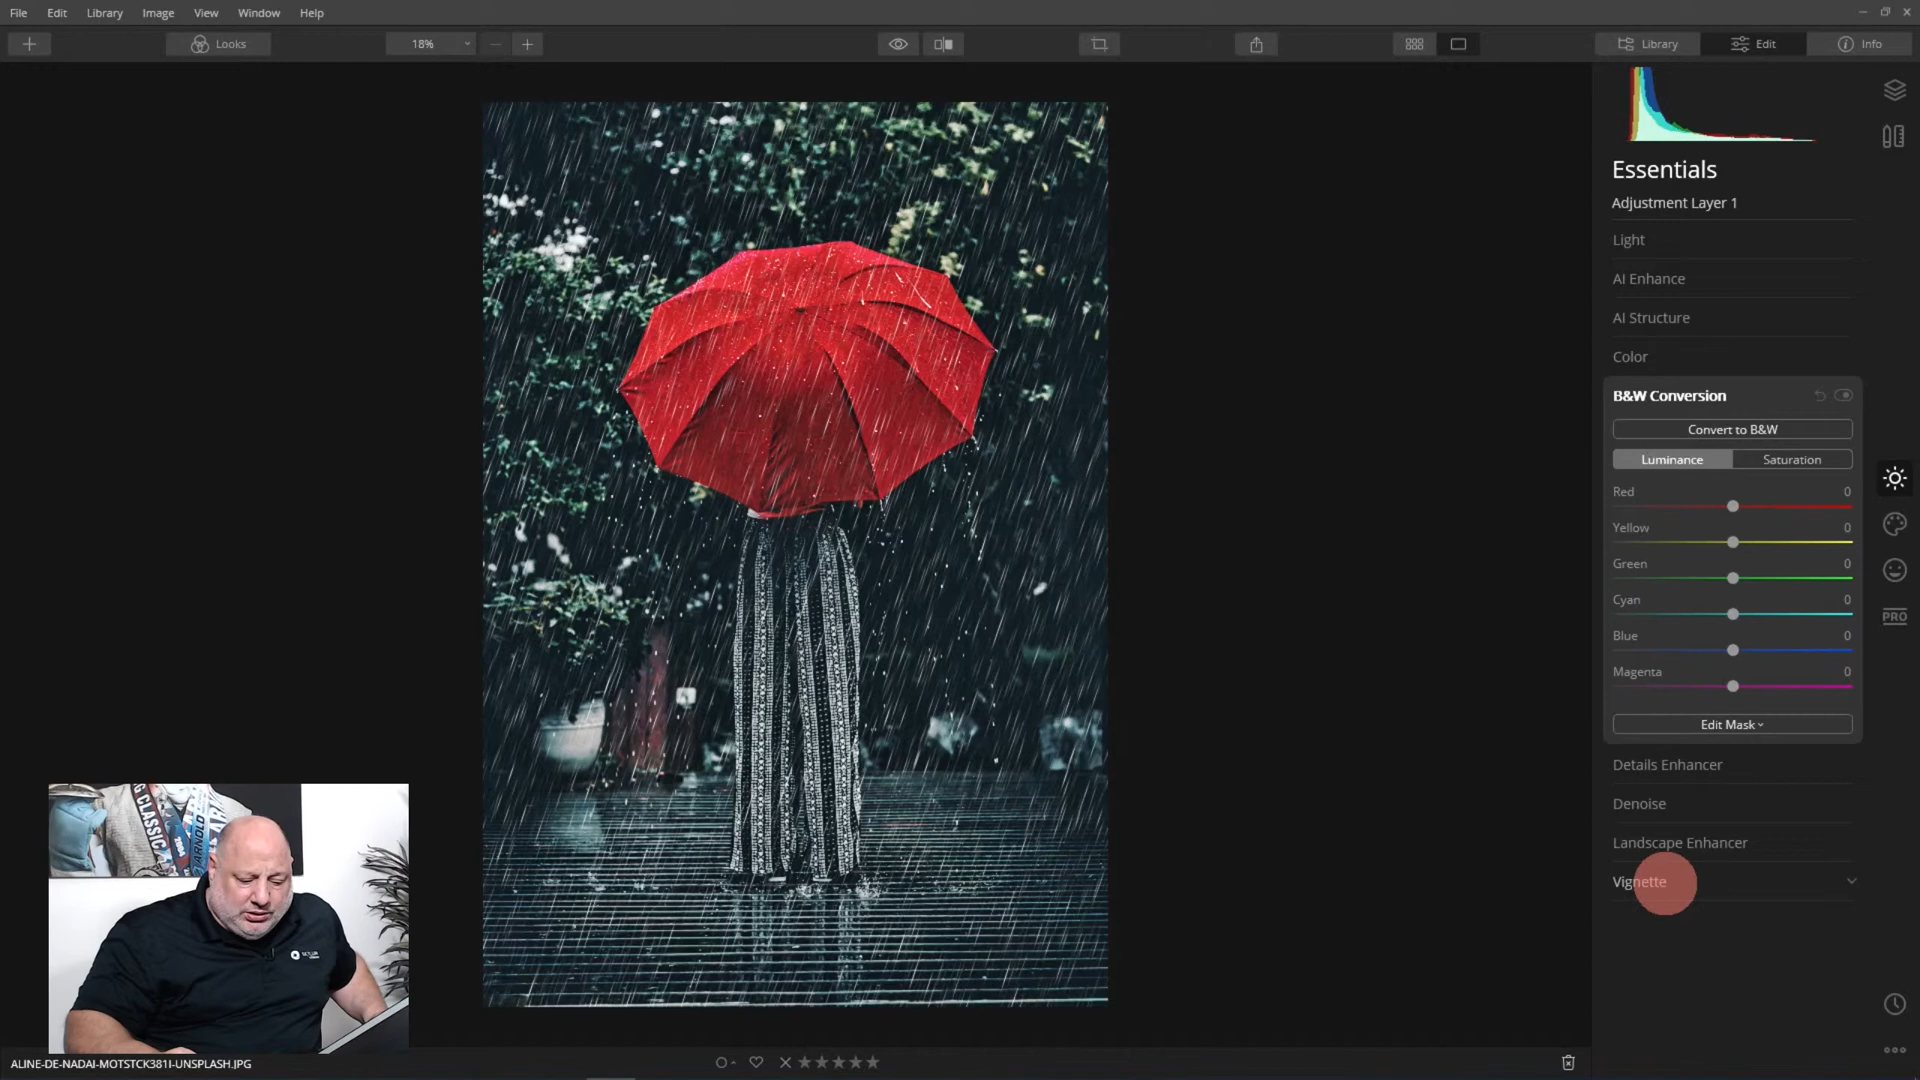 File Edit Library Image View Window Help
Looks 18% Library Edit Info
Essentials
Adjustment Layer 1
Light
AI Enhance
AI Structure
Color
B&W Conversion
Convert to B&W
Luminance Saturation
Red 0
Yellow 0
Green 0
Cyan 0
Blue 0
Magenta 0
Edit Mask
Details Enhancer
Denoise
Landscape Enhancer
Vignette
PRO
G CLASSIC
ARNOLD
ALINE-DE-NADAI-MOTSTCK381I-UNSPLASH.JPG